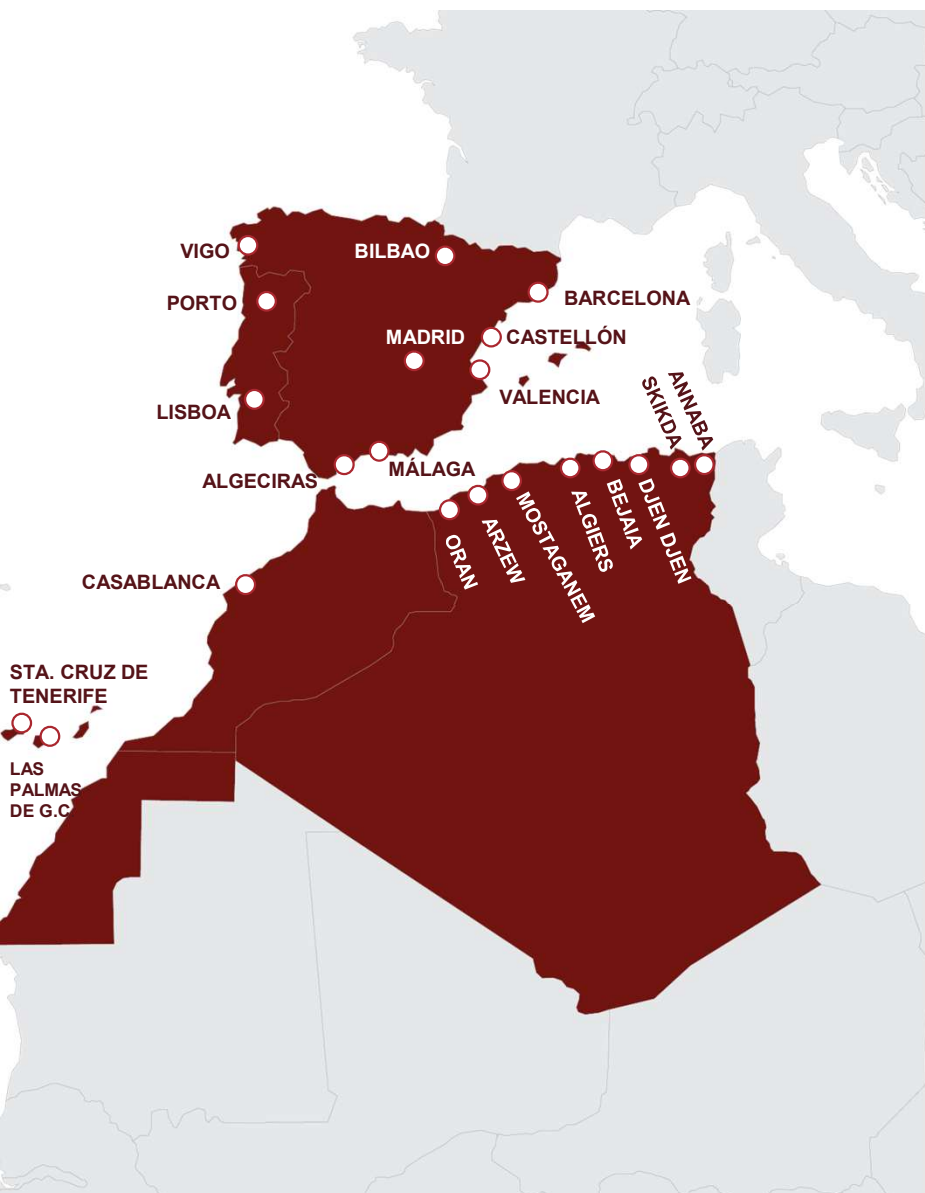 VIGO
BILBAO
PORTO
BARCELONA
MADRID
CASTELLÓN
VALENCIA
LISBOA
ALGECIRAS
MÁLAGA
SKIKDA
ANNABA
ORAN
ARZEW
MOSTAGANEM
ALGIERS
BEJAIA
DJEN DJEN
CASABLANCA
STA. CRUZ DE
TENERIFE
LAS
PALMAS
DE G.C